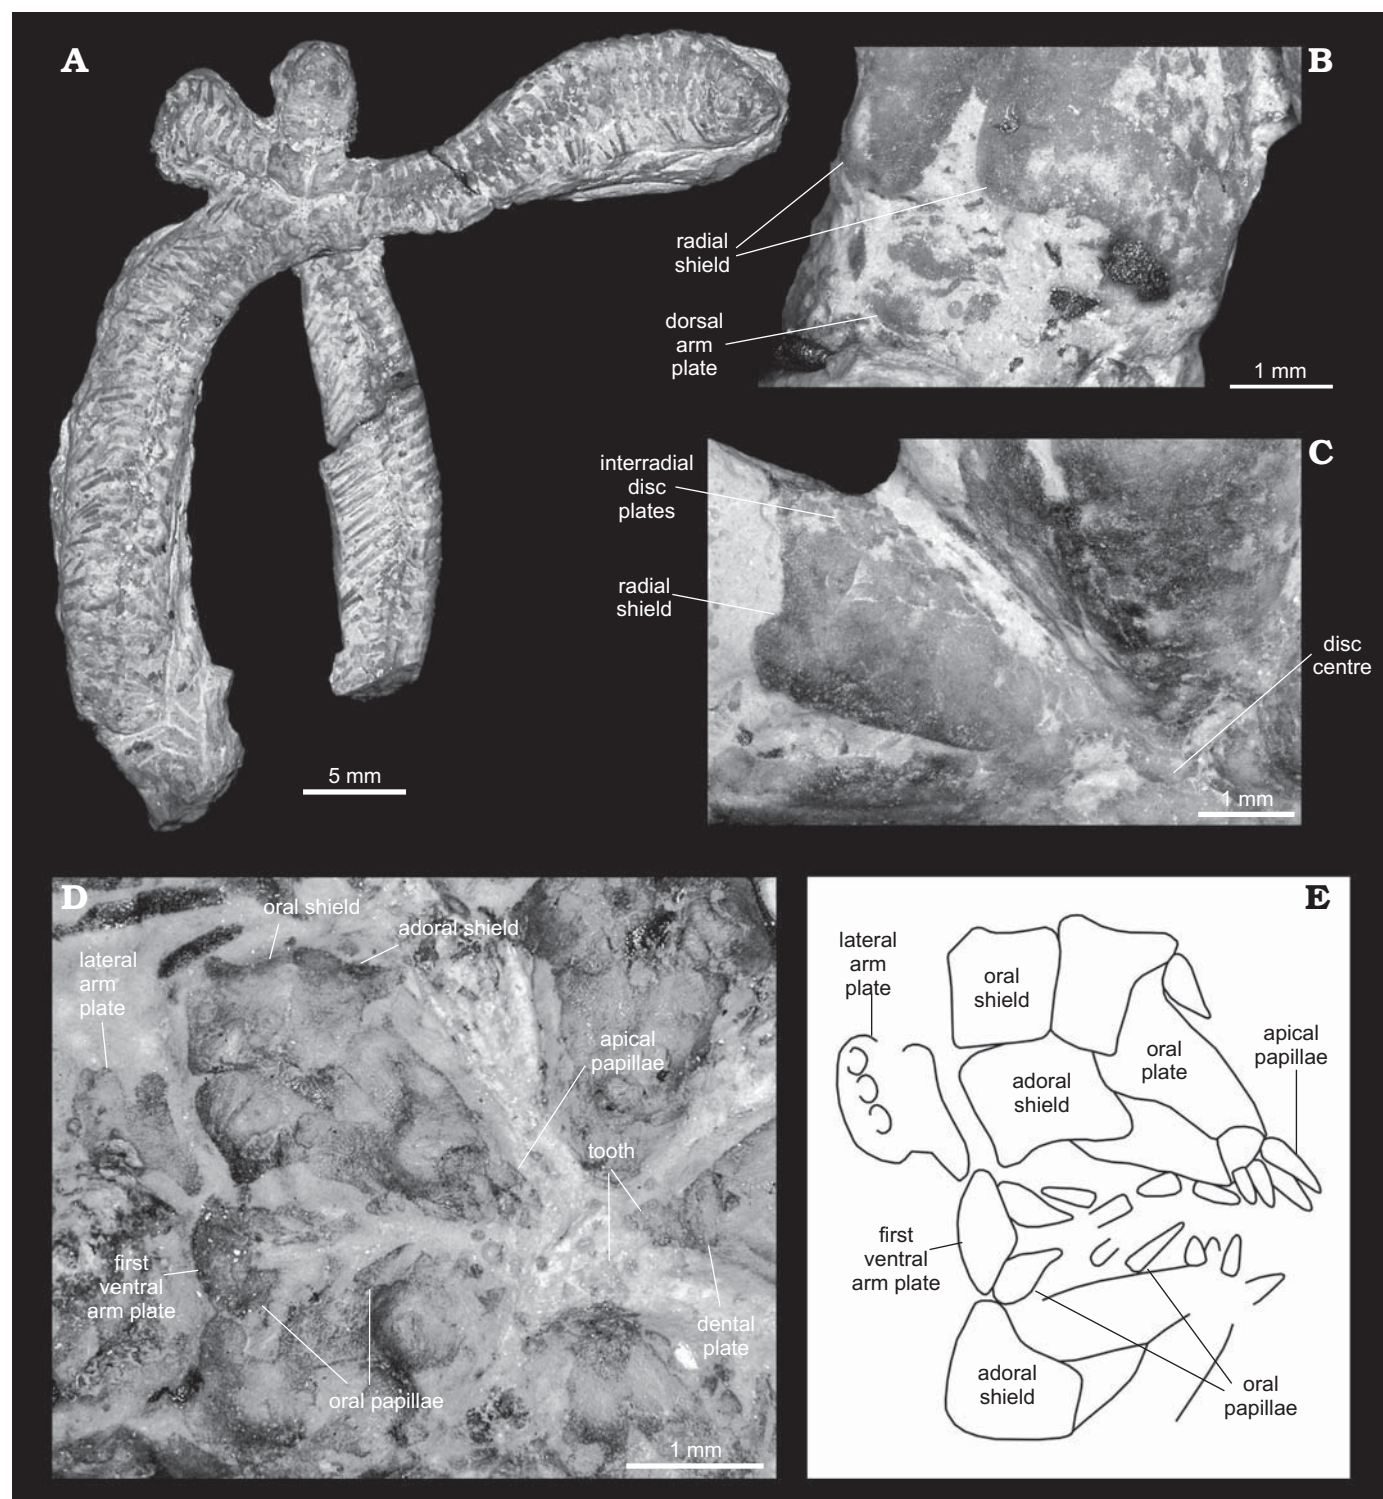 A
B
radial
shield
dorsal
arm
plate
1 mm
5 mm
C
interradial
disc
plates
radial
shield
disc
centre
1 mm
D
oral shield
adoral shield
lateral
arm
plate
apical
papillae
tooth
first
ventral
arm plate
dental
plate
oral papillae
1 mm
E
lateral
arm
plate
oral
shield
oral
plate
apical
papillae
adoral
shield
first
ventral
arm plate
adoral
shield
oral
papillae